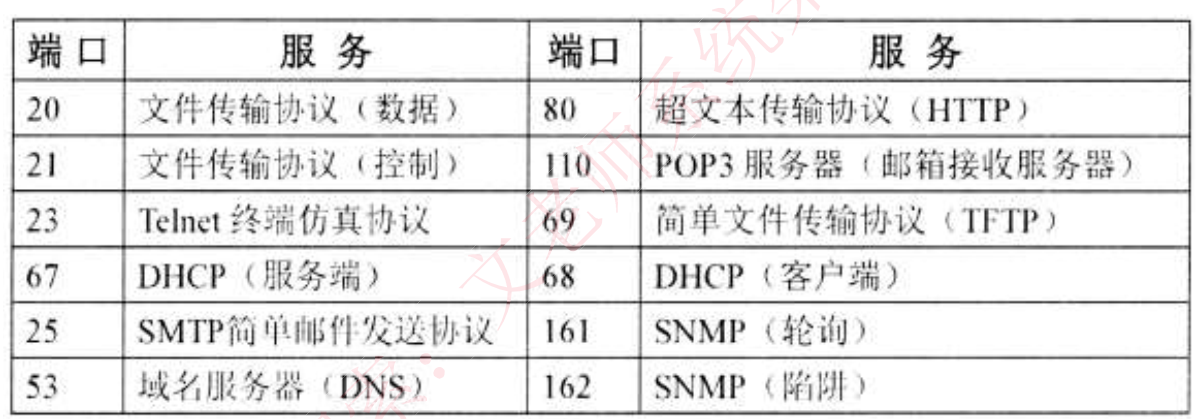 端 口 服 务 端口 服 务
20 文件传输协议（数据） 80 超文本传输协议（HTTP）
21 文件传输协议（控制） 110 POP3 服务器（邮箱接收服务器）
23 Telnet 终端仿真协议 69 简单文件传输协议（TFTP）
67 DHCP（服务端） 68 DHCP（客户端）
25 SMTP简单邮件发送协议 161 SNMP（轮询）
53 域名服务器（DNS） 162 SNMP（陷阱）
文老师系统